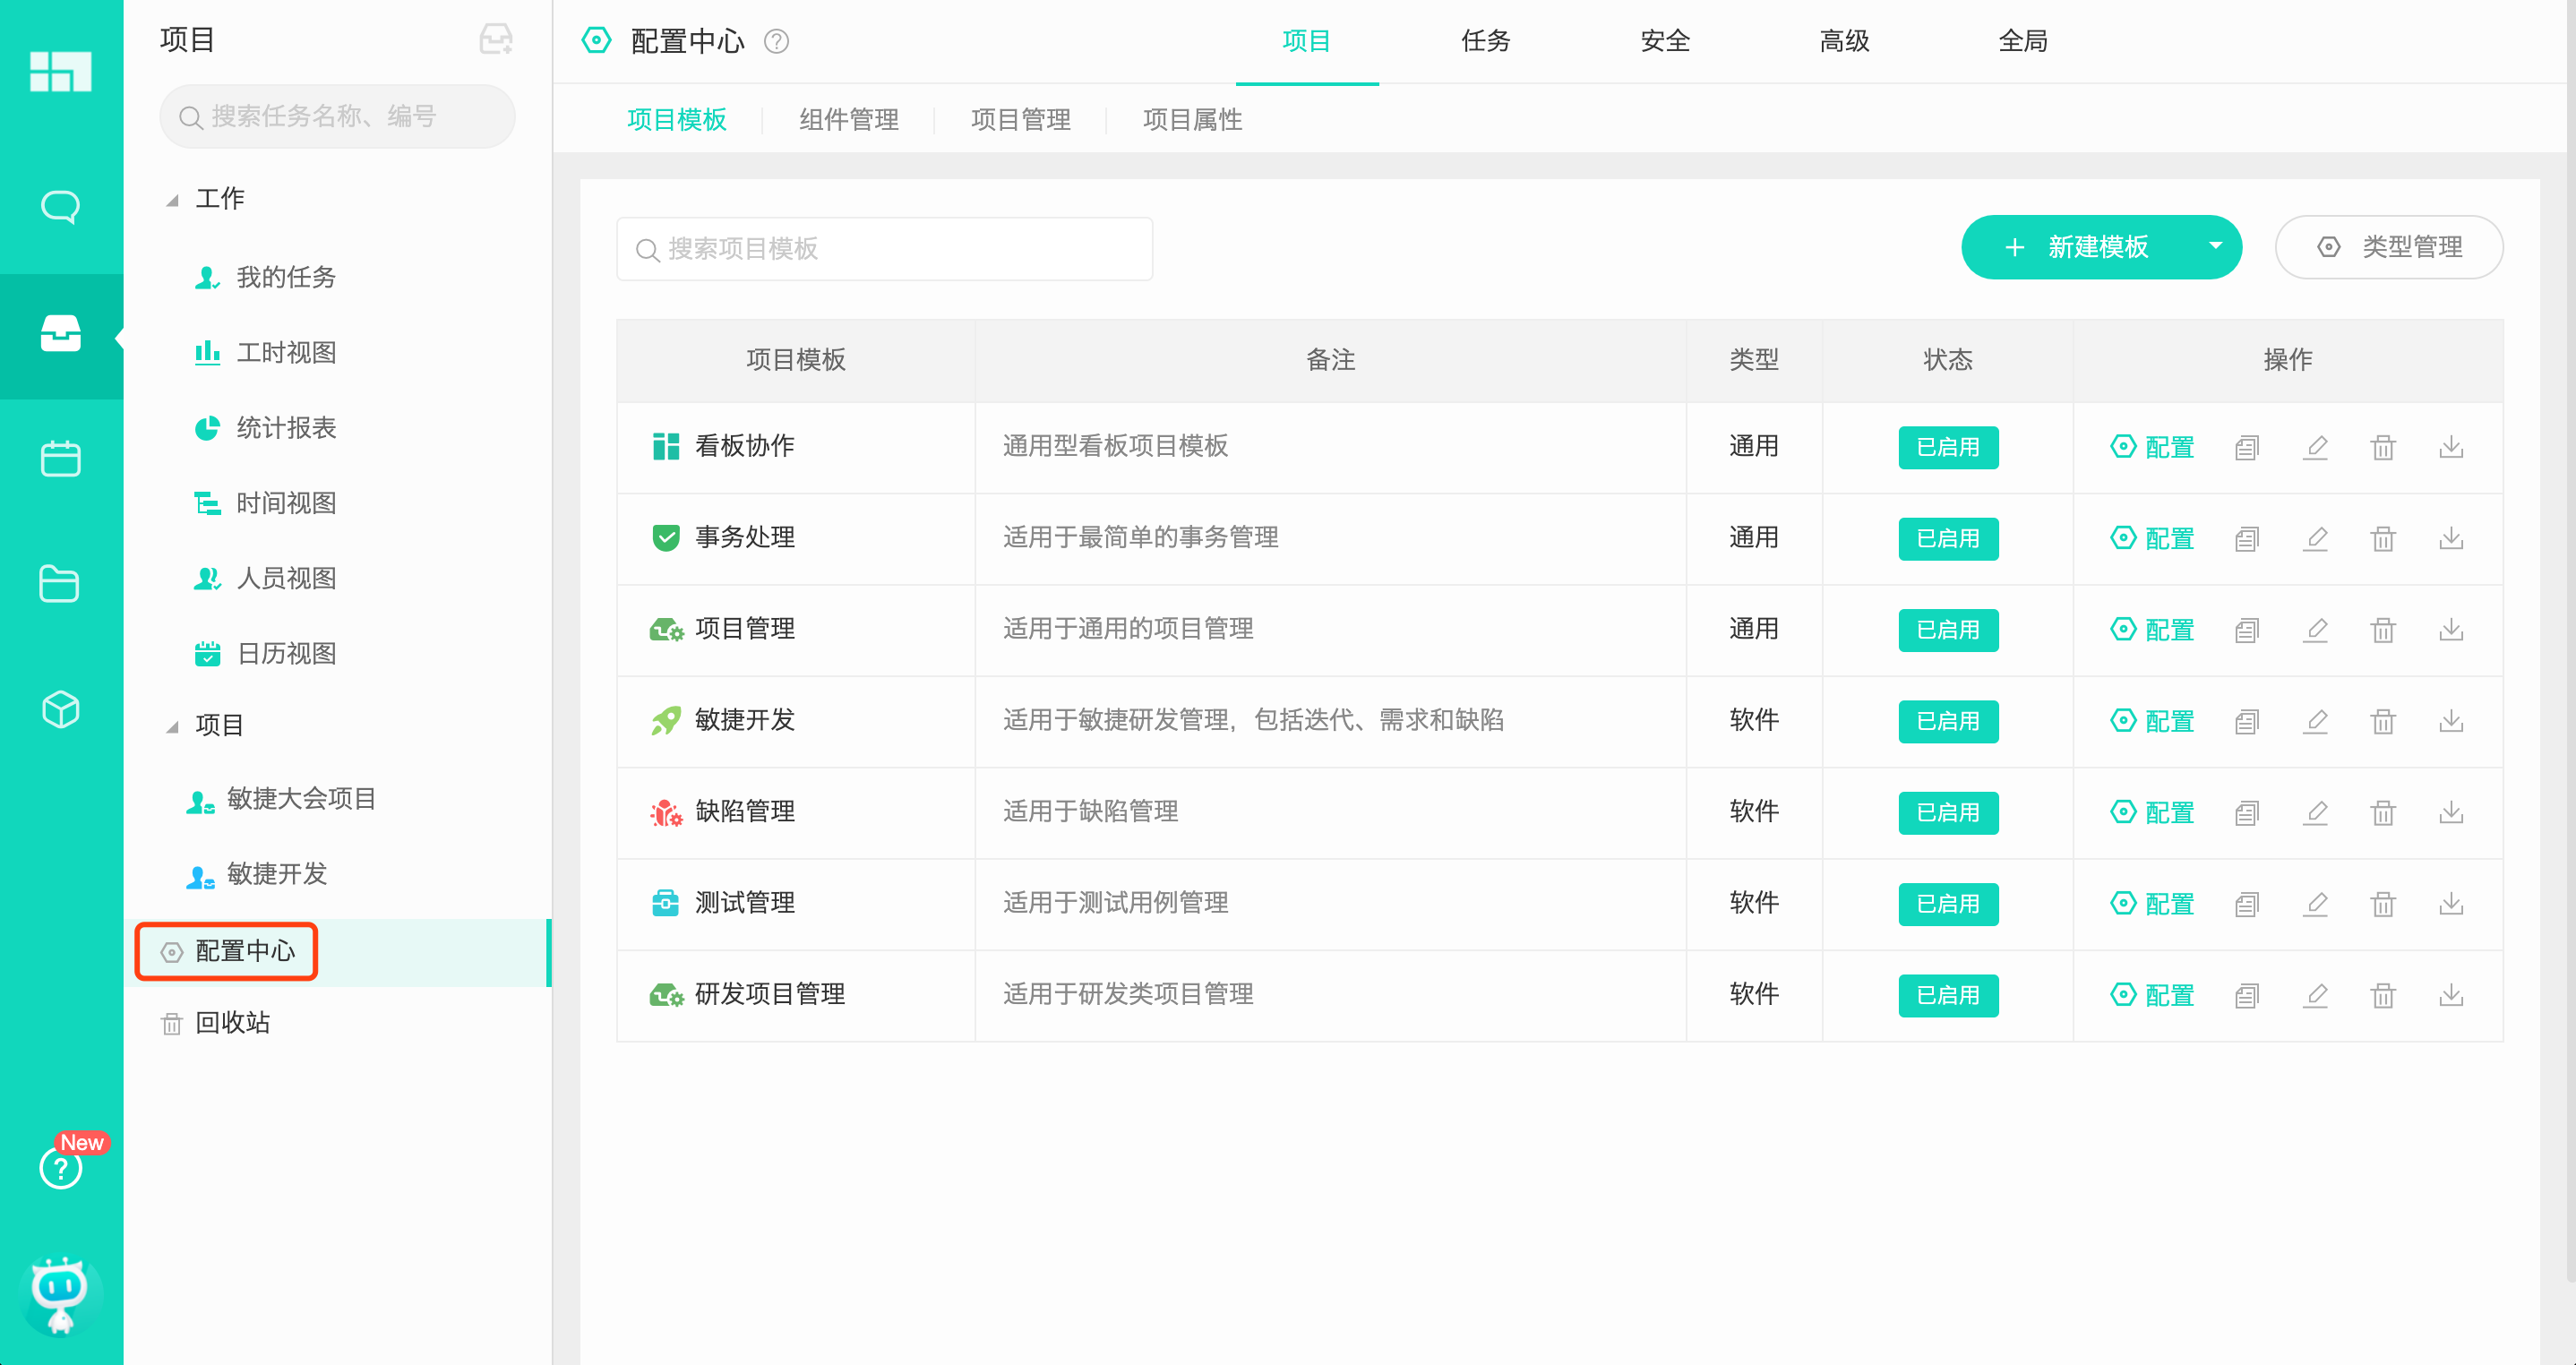 项目
搜索任务名称、编号
工作
我的任务
工时视图
统计报表
时间视图
人员视图
日历视图
项目
敏捷大会项目
敏捷开发
配置中心
回收站
New
配置中心
项目 任务 安全 高级 全局
项目模板 组件管理 项目管理 项目属性
搜索项目模板
新建模板 类型管理
项目模板 备注 类型 状态 操作
看板协作 通用型看板项目模板 通用 已启用 配置
事务处理 适用于最简单的事务管理 通用 已启用 配置
项目管理 适用于通用的项目管理 通用 已启用 配置
敏捷开发 适用于敏捷研发管理，包括迭代、需求和缺陷 软件 已启用 配置
缺陷管理 适用于缺陷管理 软件 已启用 配置
测试管理 适用于测试用例管理 软件 已启用 配置
研发项目管理 适用于研发类项目管理 软件 已启用 配置